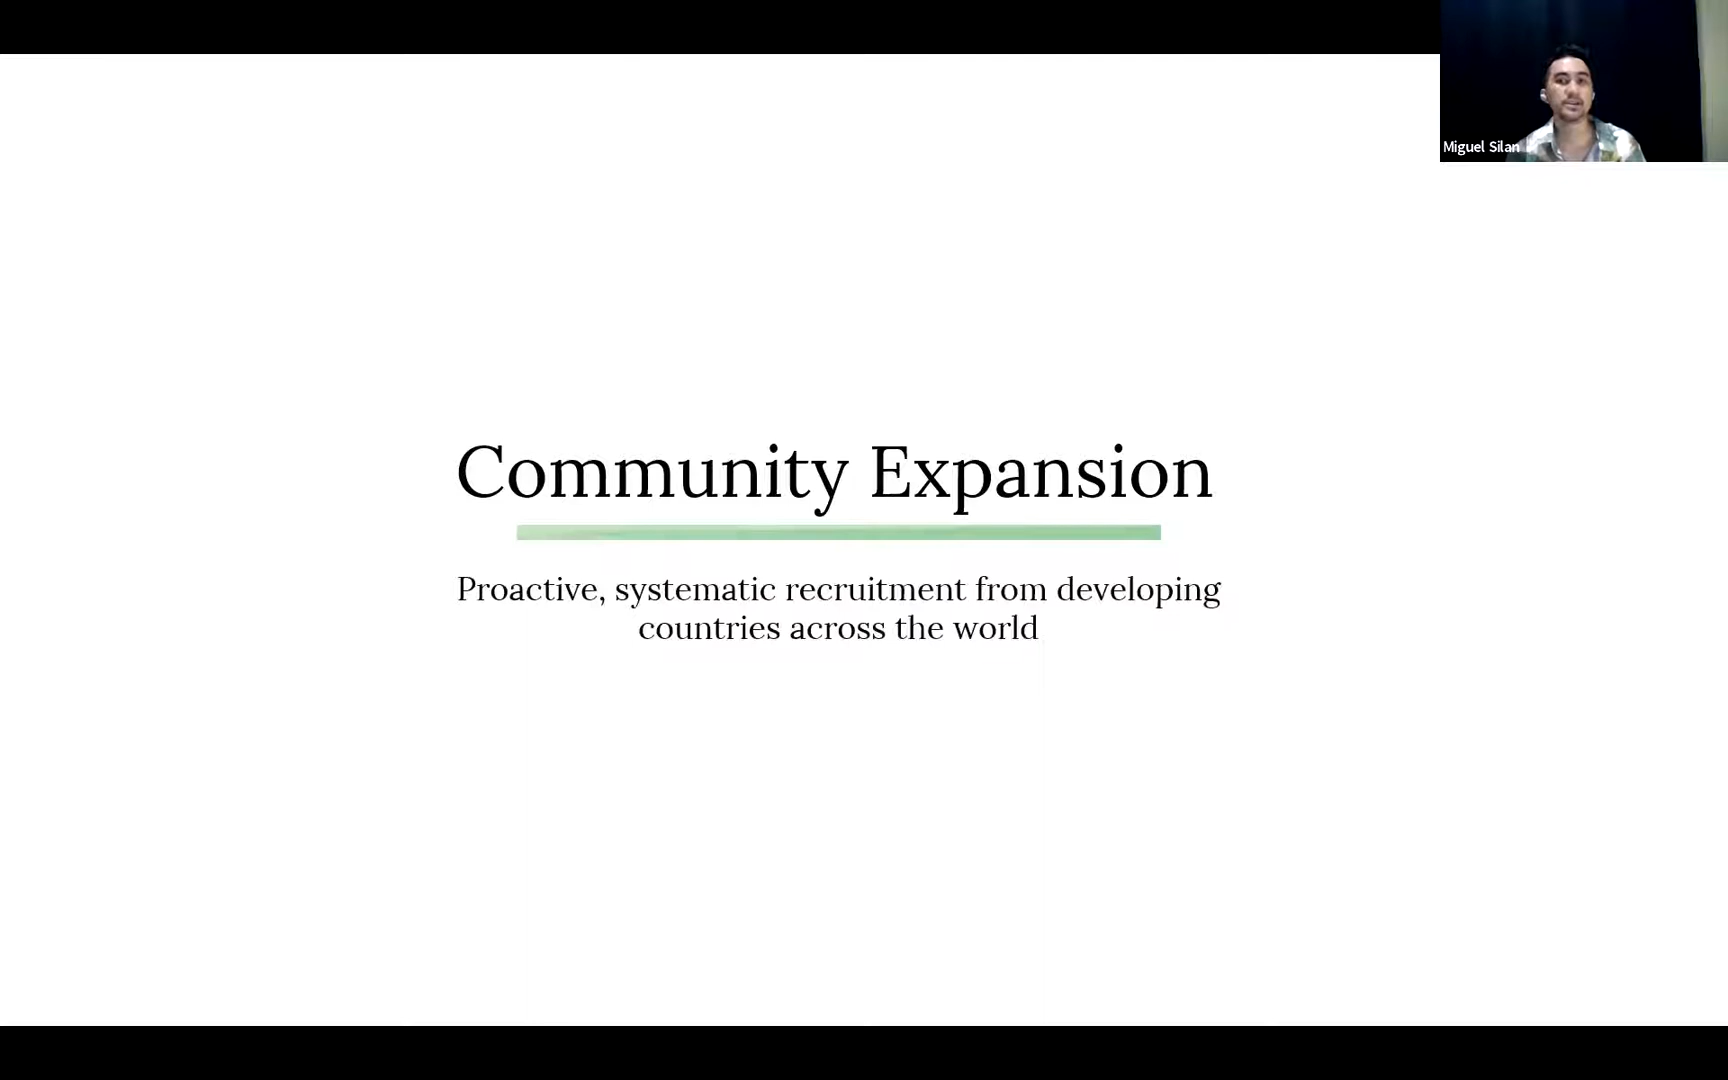 Miguel Silan
Community Expansion
Proactive, systematic recruitment from developing
countries across the world